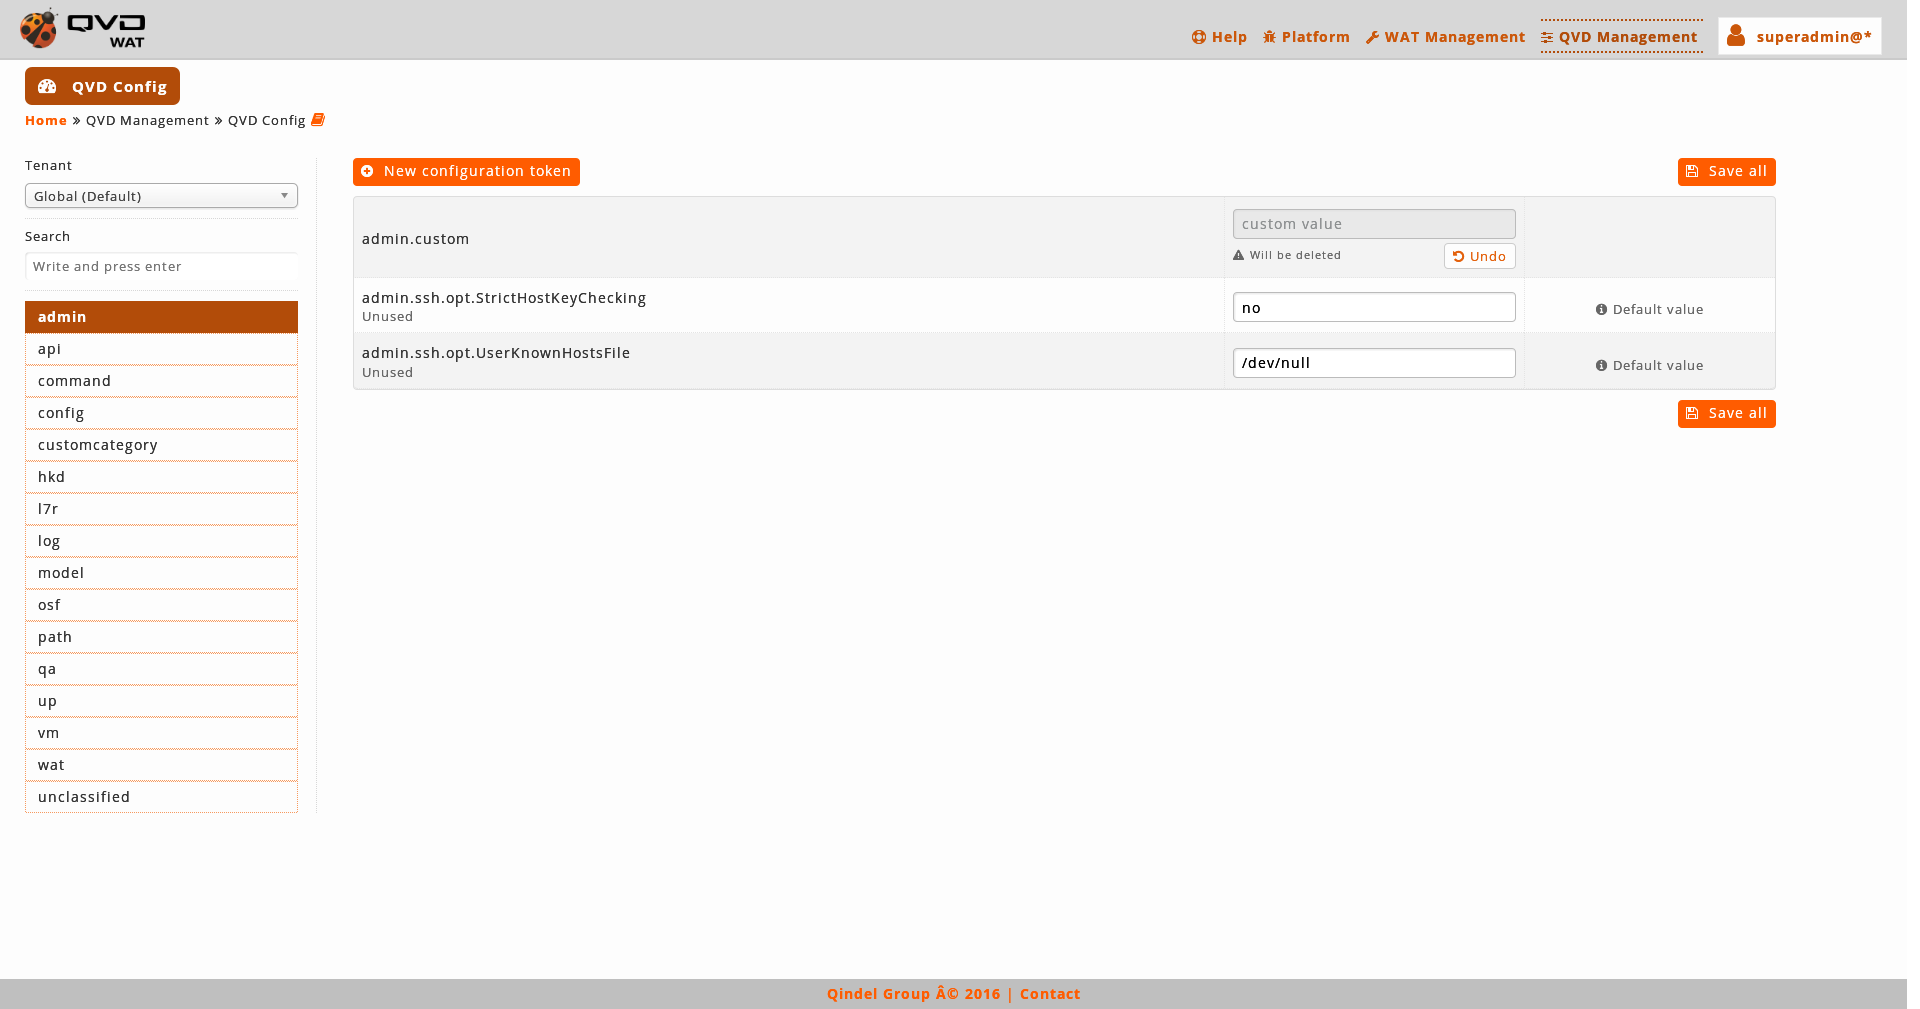 QVD
WAT
Help Platform WAT Management QVD Management superadmin@*
QVD Config
Home » QVD Management » QVD Config
Tenant
Global (Default)
Search
Write and press enter
admin
api
command
config
customcategory
hkd
l7r
log
model
osf
path
qa
up
vm
wat
unclassified
New configuration token Save all
admin.custom custom value
Will be deleted Undo
admin.ssh.opt.StrictHostKeyChecking
Unused no Default value
admin.ssh.opt.UserKnownHostsFile
Unused /dev/null Default value
Save all
Qindel Group Â© 2016 | Contact